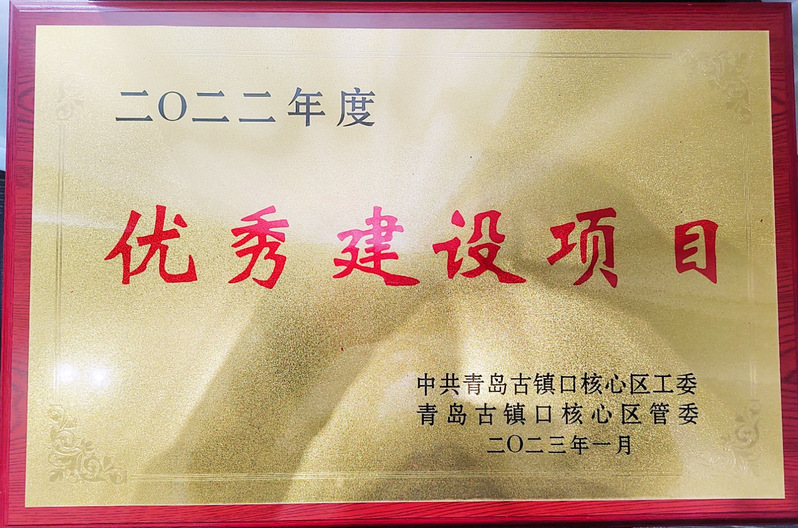 二〇二二年度
优秀建设项目
中共青岛古镇口核心区工委
青岛古镇口核心区管委
二〇二三年一月